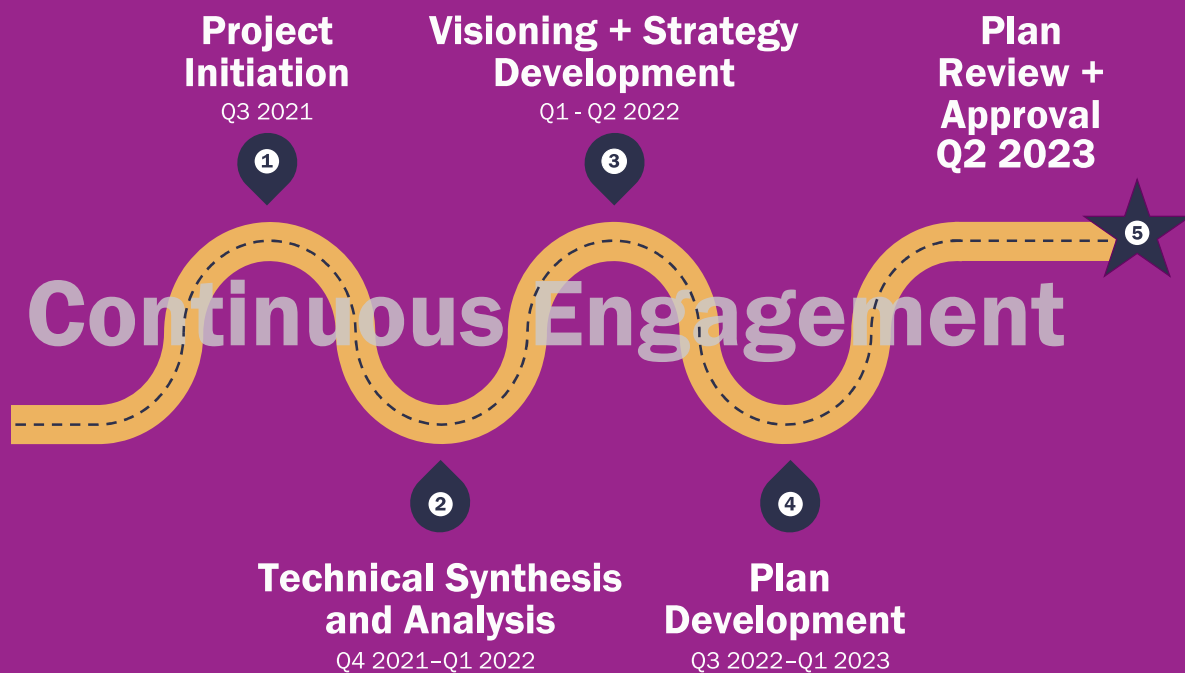 Project
Initiation
Q3 2021
1
Visioning + Strategy
Development
Q1 - Q2 2022
3
Plan
Review +
Approval
Q2 2023
5
Continuous Engagement
2
Technical Synthesis
and Analysis
Q4 2021–Q1 2022
4
Plan
Development
Q3 2022–Q1 2023